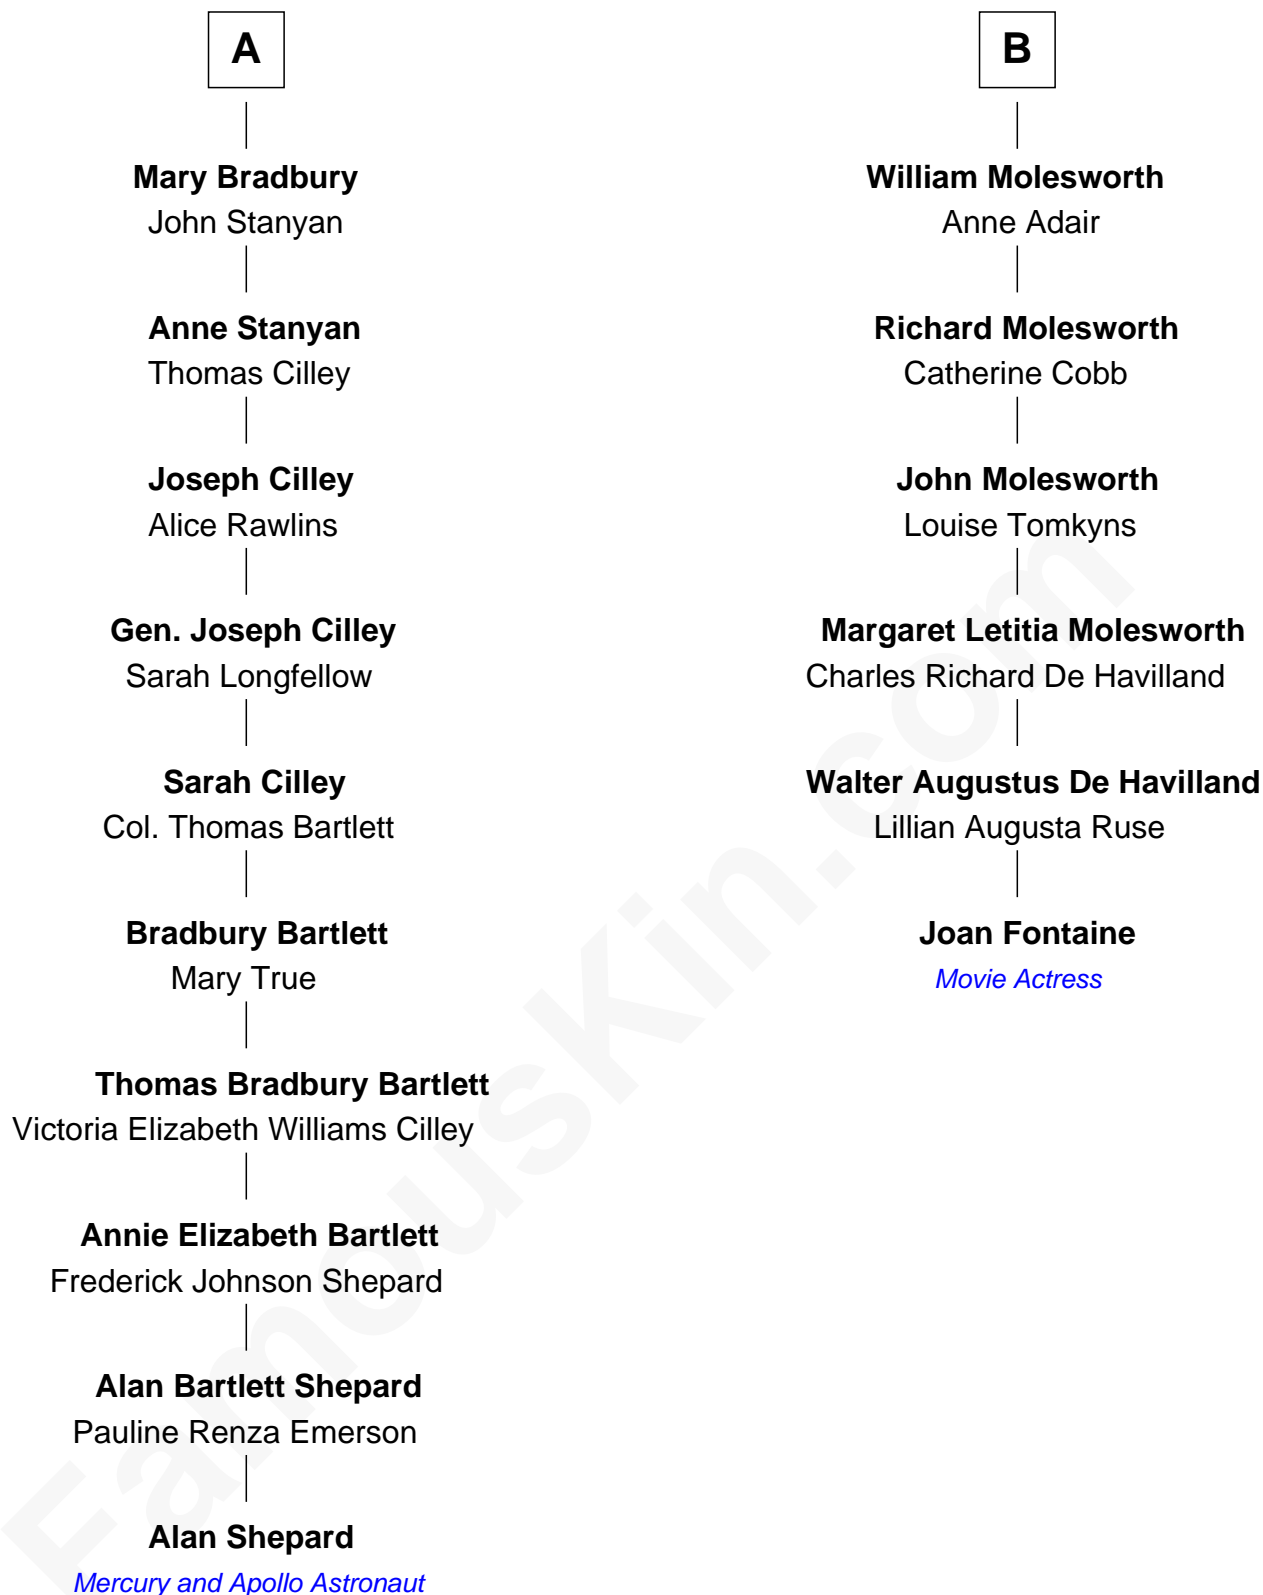 A
Mary Bradbury
John Stanyan
Anne Stanyan
Thomas Cilley
Joseph Cilley
Alice Rawlins
Gen. Joseph Cilley
Sarah Longfellow
Sarah Cilley
Col. Thomas Bartlett
Bradbury Bartlett
Mary True
Thomas Bradbury Bartlett
Victoria Elizabeth Williams Cilley
Annie Elizabeth Bartlett
Frederick Johnson Shepard
Alan Bartlett Shepard
Pauline Renza Emerson
Alan Shepard
Mercury and Apollo Astronaut
B
William Molesworth
Anne Adair
Richard Molesworth
Catherine Cobb
John Molesworth
Louise Tomkyns
Margaret Letitia Molesworth
Charles Richard De Havilland
Walter Augustus De Havilland
Lillian Augusta Ruse
Joan Fontaine
Movie Actress
FamousKin.com